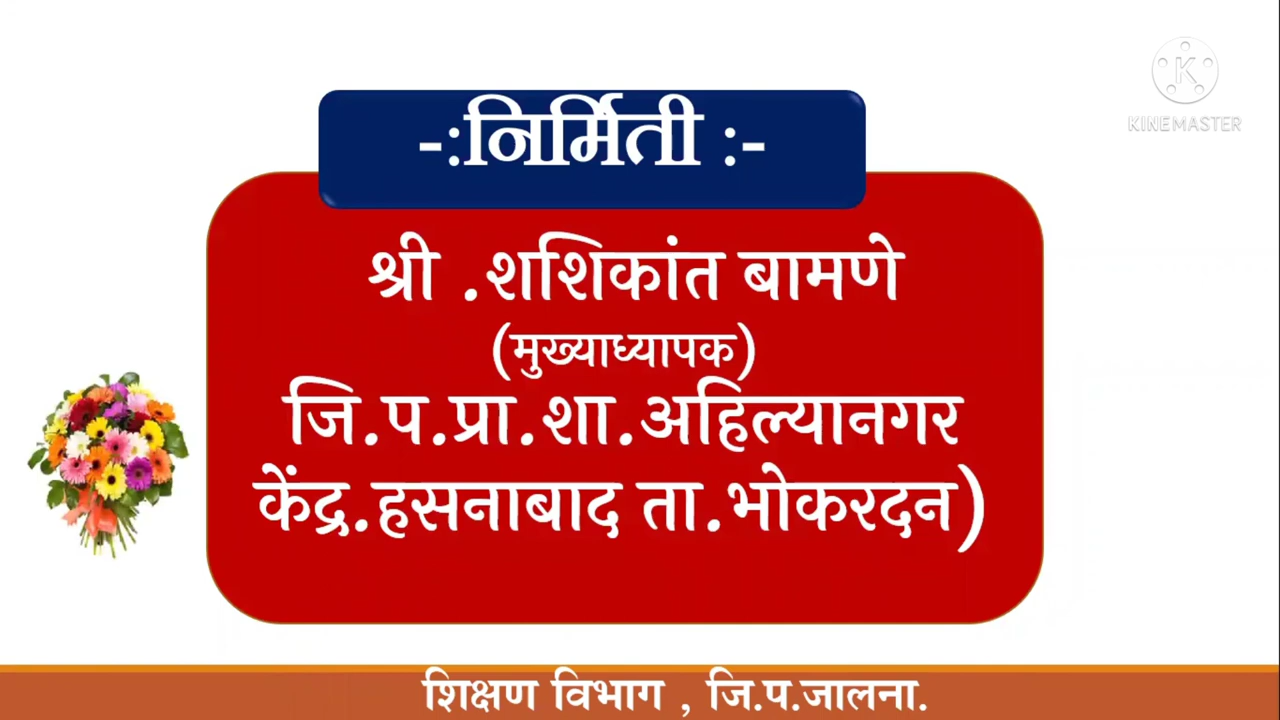 KINEMASTER
-:निर्मिती :-
श्री .शशिकांत बामणे
(मुख्याध्यापक)
जि.प.प्रा.शा.अहिल्यानगर
केंद्र.हसनाबाद ता.भोकरदन)
शिक्षण विभाग , जि.प.जालना.